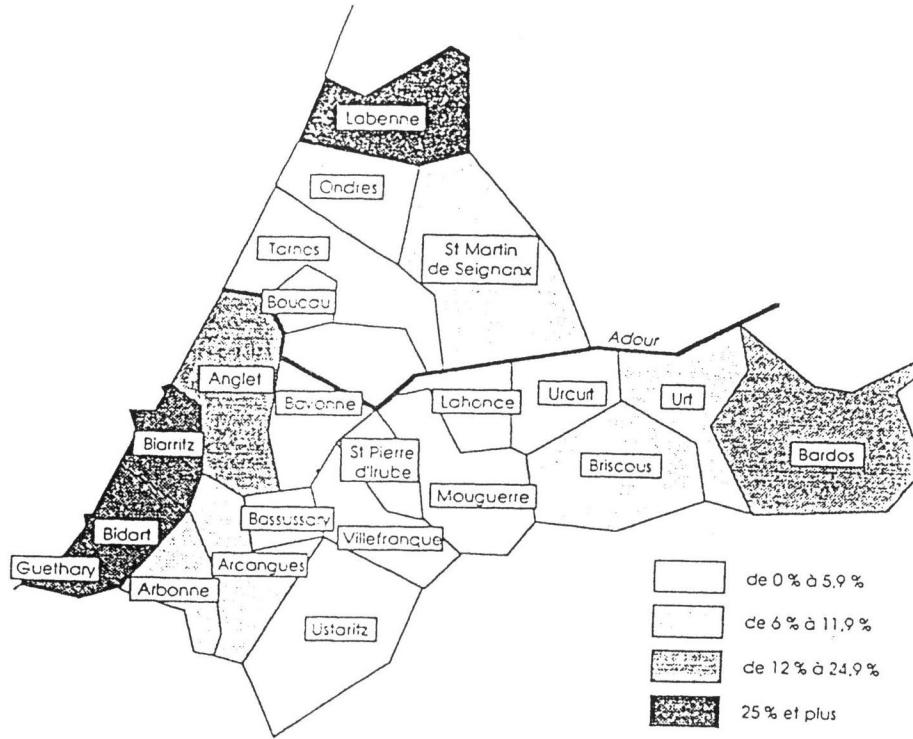 Labenne
Ondres
Tarnos
St Martin
de Seignanx
Boucau
Adour
Anglet
Bayonne
Lahonce
Urcuit
Urt
Biarritz
St Pierre
d'Irube
Briscous
Bardos
Mouguerre
Bassussary
Bidart
Villefranque
Guethary
Arcangues
Arbonne
Ustaritz
de 0 % à 5,9 %
de 6 % à 11,9 %
de 12 % à 24,9 %
25 % et plus